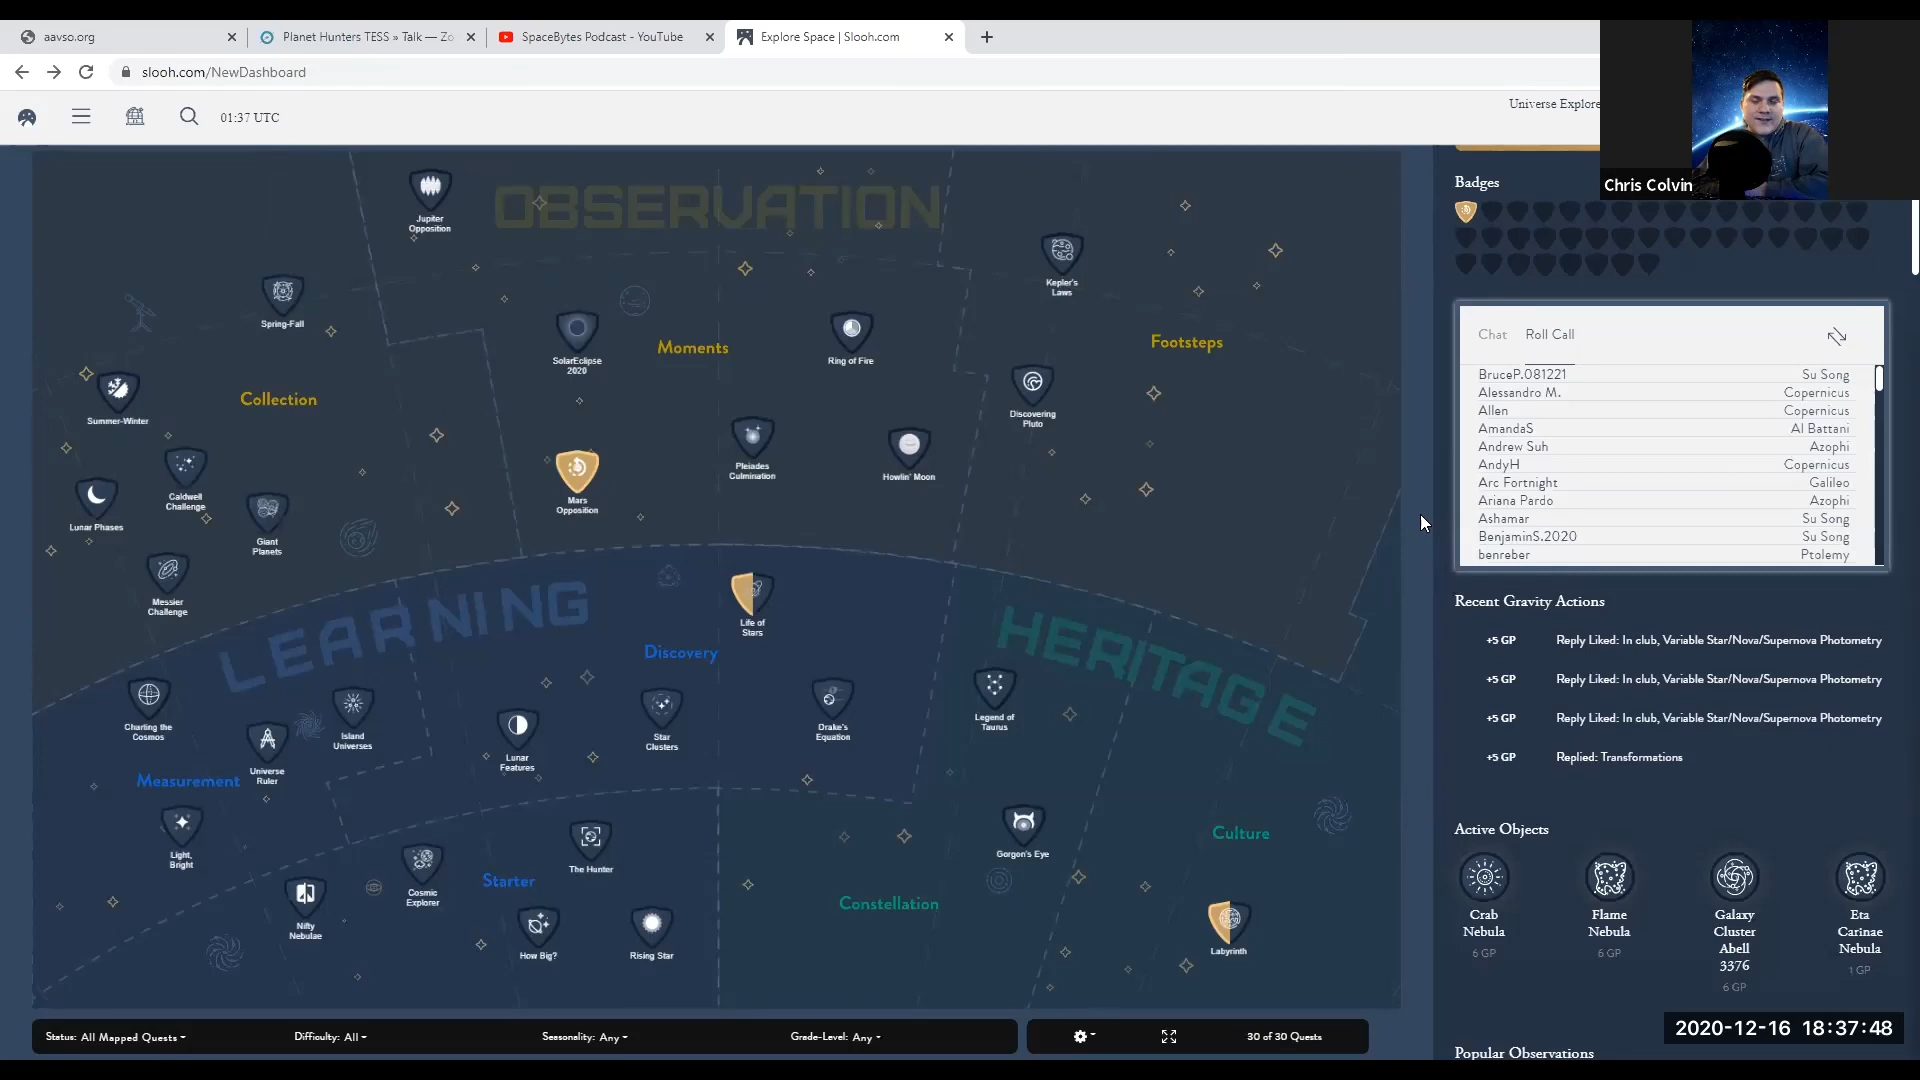 aavso.org
Planet Hunters TESS » Talk — Zo
SpaceBytes Podcast - YouTube
Explore Space | Slooh.com
slooh.com/NewDashboard
01:37 UTC
Universe Explore
Chris Colvin
OBSERVATION
Jupiter
Opposition
Spring-Fall
SolarEclipse
2020
Moments
Ring of Fire
Kepler's
Laws
Footsteps
Collection
Summer-Winter
Discovering
Pluto
Lunar Phases
Caldwell
Challenge
Giant
Planets
Messier
Challenge
Mars
Opposition
Pleiades
Culmination
Howlin' Moon
LEARNING
Life of
Stars
Discovery
HERITAGE
Charting the
Cosmos
Universe
Ruler
Island
Universes
Lunar
Features
Star
Clusters
Drake's
Equation
Legend of
Taurus
Measurement
Light,
Bright
Nifty
Nebulae
Cosmic
Explorer
Starter
The Hunter
How Big?
Rising Star
Gorgon's Eye
Constellation
Culture
Labyrinth
Status: All Mapped Quests
Difficulty: All
Seasonality: Any
Grade-Level: Any
30 of 30 Quests
Badges
Chat Roll Call
BruceP.081221 Su Song
Alessandro M. Copernicus
Allen Copernicus
AmandaS Al Battani
Andrew Suh Azophi
AndyH Copernicus
Arc Fortnight Galileo
Ariana Pardo Azophi
Ashamar Su Song
BenjaminS.2020 Su Song
benreber Ptolemy
Recent Gravity Actions
+5 GP Reply Liked: In club, Variable Star/Nova/Supernova Photometry
+5 GP Reply Liked: In club, Variable Star/Nova/Supernova Photometry
+5 GP Reply Liked: In club, Variable Star/Nova/Supernova Photometry
+5 GP Replied: Transformations
Active Objects
Crab
Nebula
6 GP
Flame
Nebula
6 GP
Galaxy
Cluster
Abell
3376
6 GP
Eta
Carinae
Nebula
1 GP
2020-12-16 18:37:48
Popular Observations